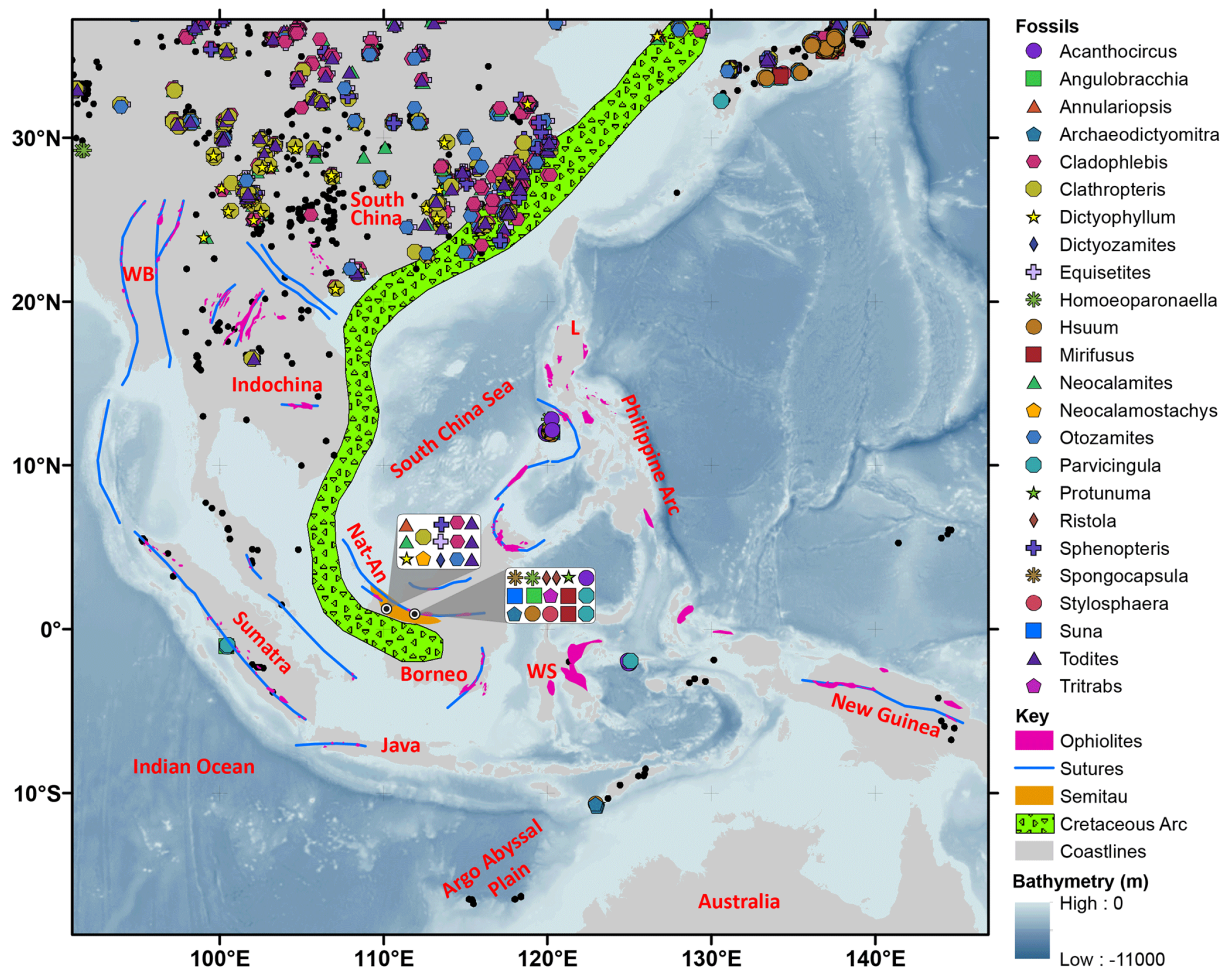 30°N
20°N
10°N
0°
10°S
100°E
110°E
120°E
130°E
140°E
South
China
WB
Indochina
L
South China Sea
Philippine Arc
Nat-An
Sumatra
Borneo
WS
New Guinea
Java
Indian Ocean
Argo Abyssal
Plain
Australia
Fossils
Acanthocircus
Angulobracchia
Annulariopsis
Archaeodictyomitra
Cladophlebis
Clathropteris
Dictyophyllum
Dictyozamites
Equisetites
Homoeoparonaella
Hsuum
Mirifusus
Neocalamites
Neocalamostachys
Otozamites
Parvicingula
Protunuma
Ristola
Sphenopteris
Spongocapsula
Stylosphaera
Suna
Todites
Tritrabs
Key
Ophiolites
Sutures
Semitau
Cretaceous Arc
Coastlines
Bathymetry (m)
High : 0
Low : -11000